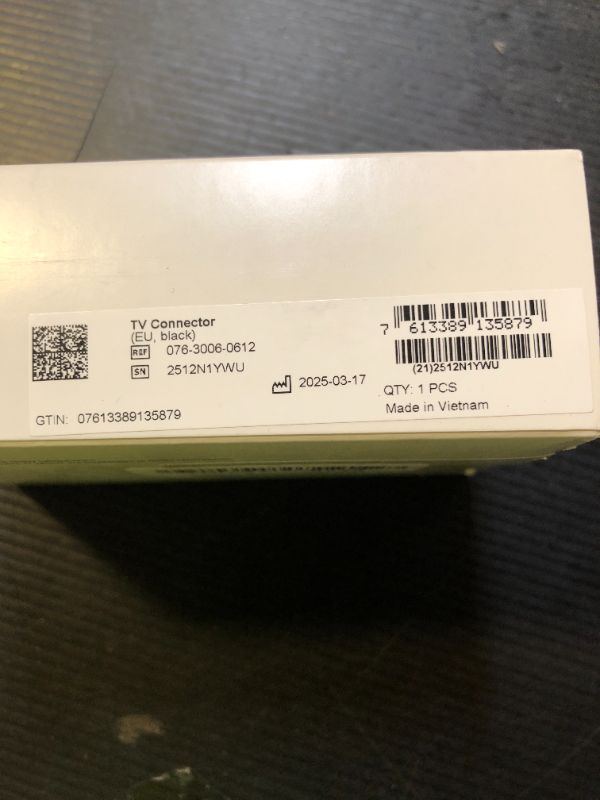 TV Connector
(EU, black)
REF 076-3006-0612
SN 2512N1YWU
2025-03-17
GTIN: 07613389135879
7 613389 135879
(21)2512N1YWU
QTY: 1 PCS
Made in Vietnam